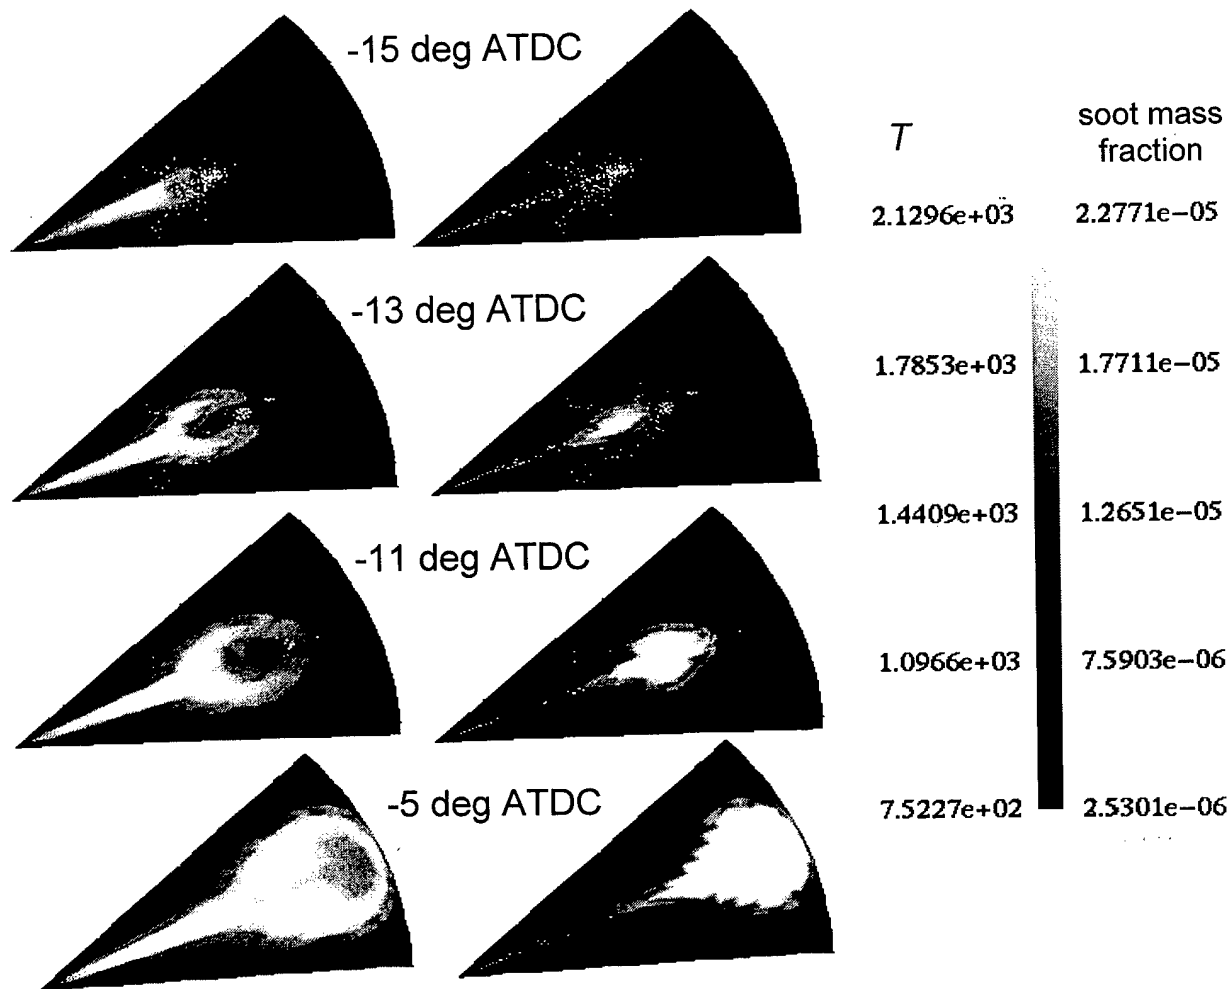 -15 deg ATDC
T
soot mass
fraction
2.1296e+03 2.2771e−05
-13 deg ATDC
1.7853e+03 1.7711e−05
1.4409e+03 1.2651e−05
-11 deg ATDC
1.0966e+03 7.5903e−06
-5 deg ATDC
7.5227e+02 2.5301e−06